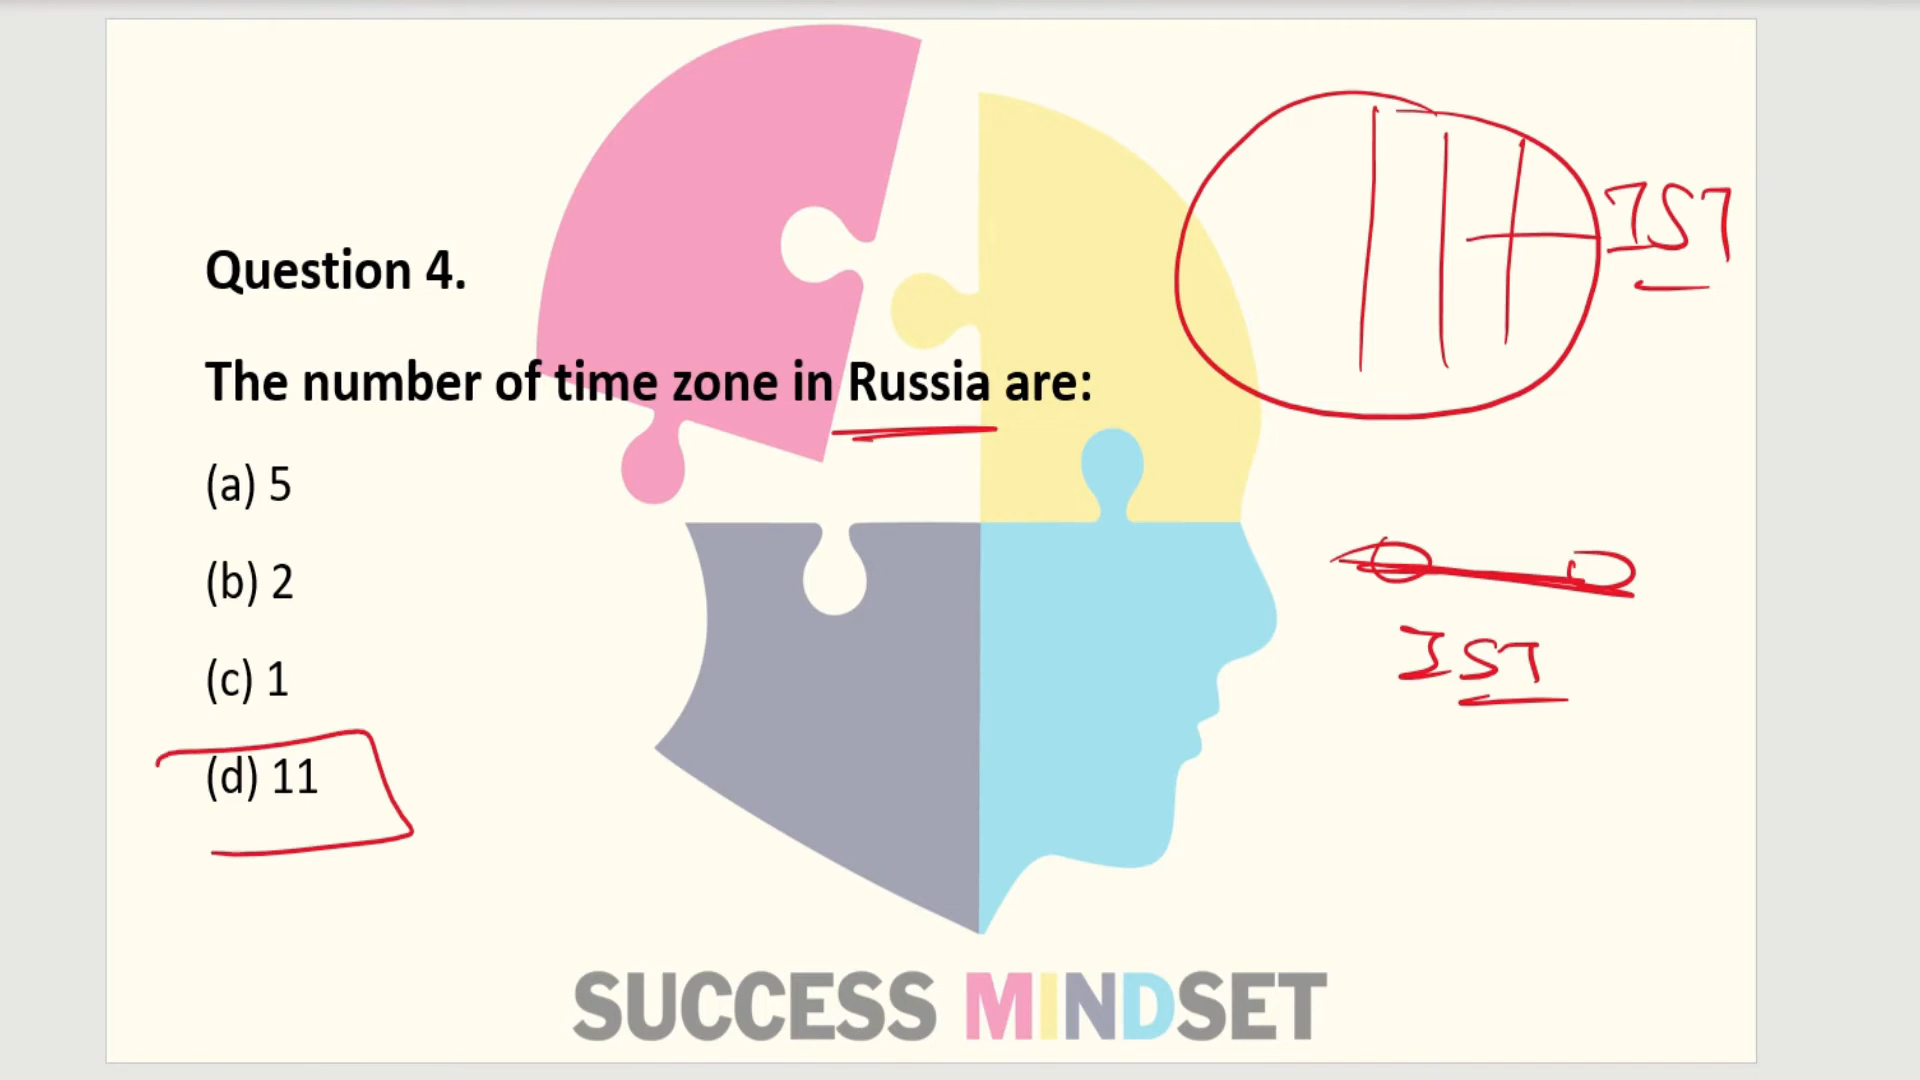 Question 4.
IST
The number of time zone in Russia are:
(a) 5
(b) 2
IST
(c) 1
(d) 11
SUCCESS MINDSET